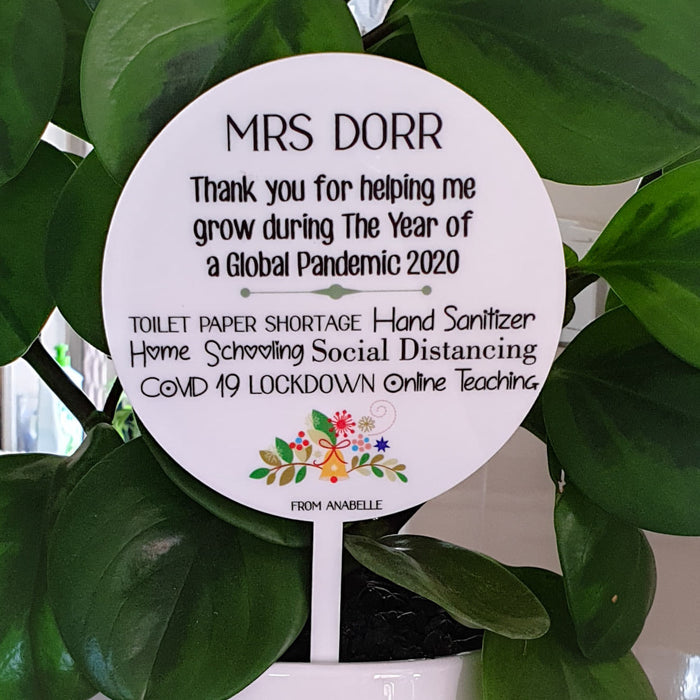 MRS DORR
Thank you for helping me
grow during The Year of
a Global Pandemic 2020
TOILET PAPER SHORTAGE Hand Sanitizer
Home Schooling Social Distancing
COVID 19 LOCKDOWN Online Teaching
FROM ANABELLE